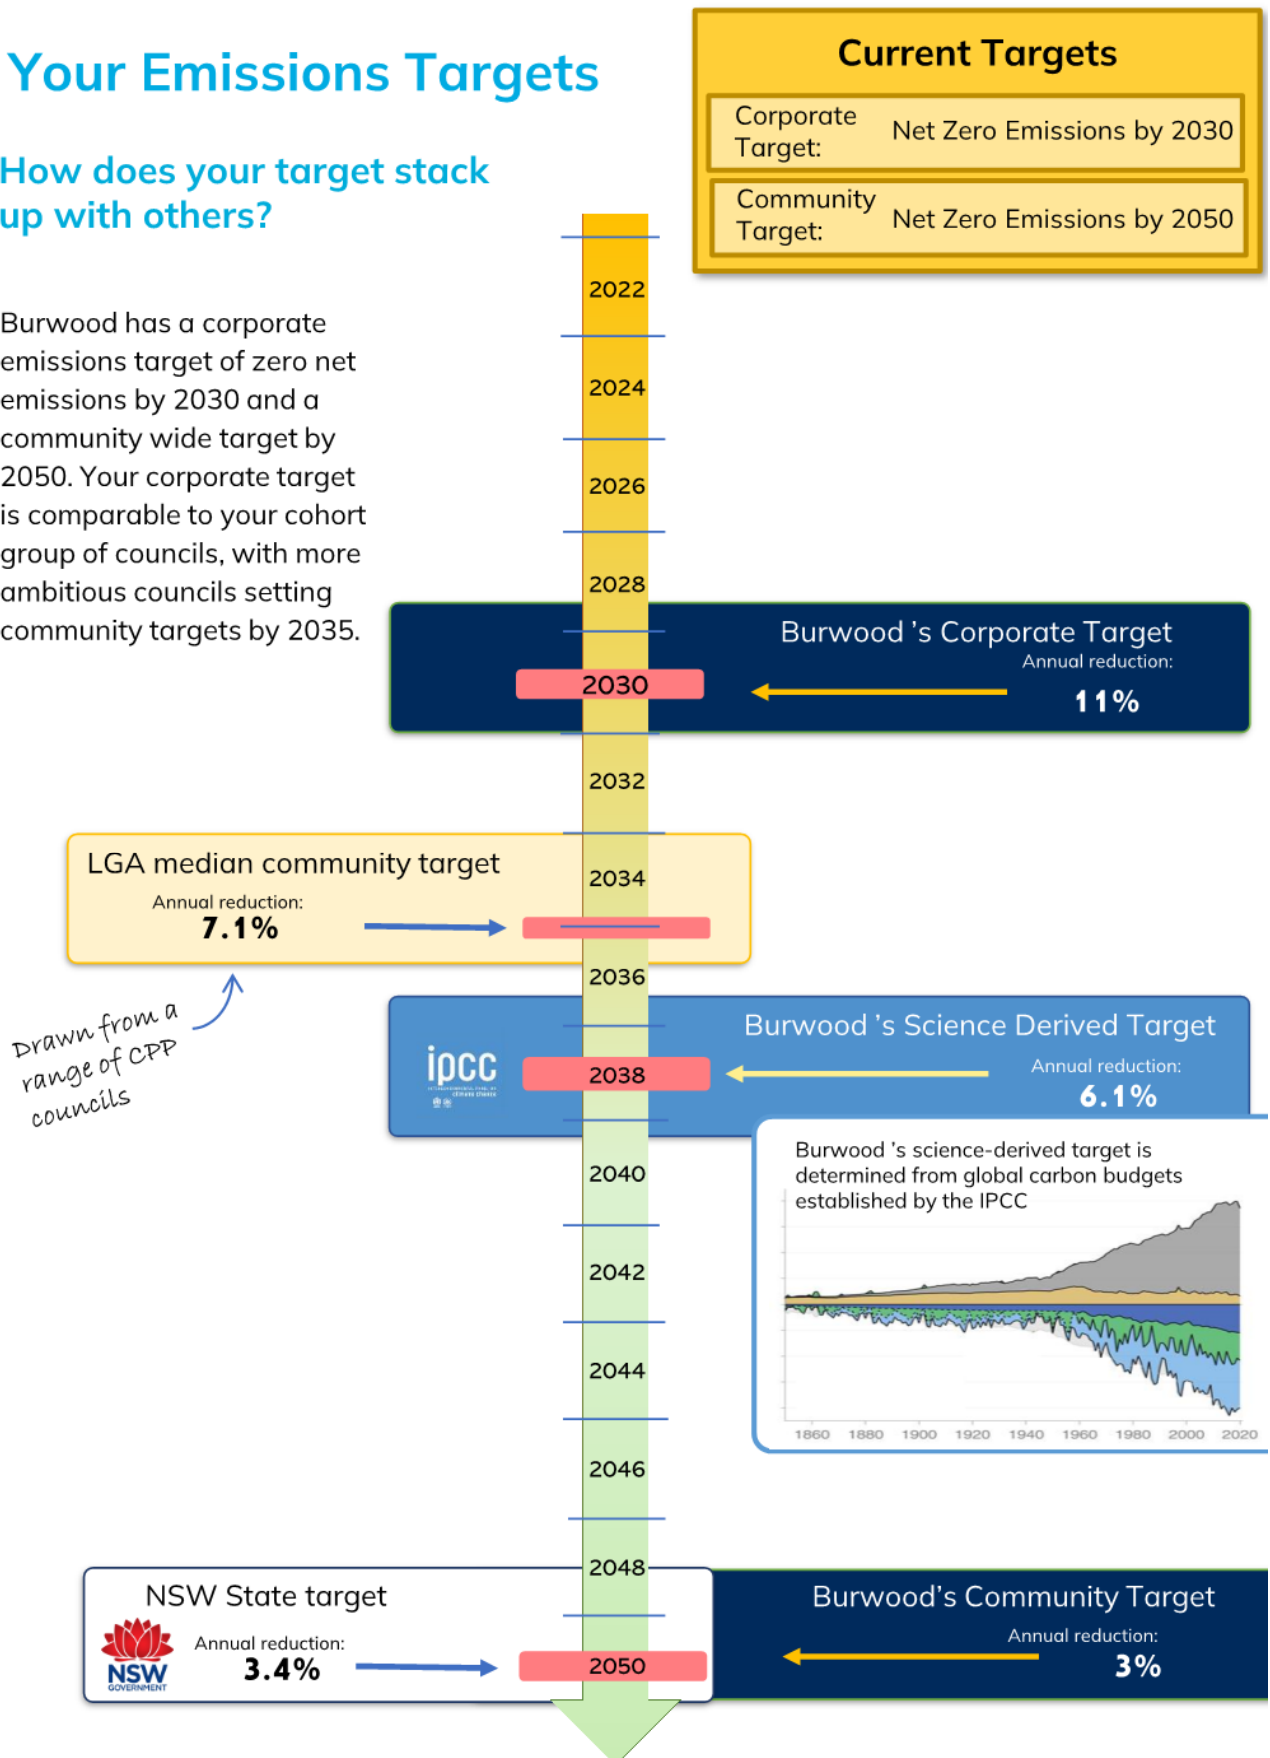 Your Emissions Targets
Current Targets
Corporate
Target:
Net Zero Emissions by 2030
Community
Target:
Net Zero Emissions by 2050
How does your target stack
up with others?
Burwood has a corporate
emissions target of zero net
emissions by 2030 and a
community wide target by
2050. Your corporate target
is comparable to your cohort
group of councils, with more
ambitious councils setting
community targets by 2035.
2022
2024
2026
2028
Burwood 's Corporate Target
Annual reduction:
11%
2030
2032
LGA median community target
Annual reduction:
7.1%
2034
Drawn from a
range of CPP
councils
2036
Burwood 's Science Derived Target
Annual reduction:
6.1%
ipcc
climate change
2038
Burwood 's science-derived target is
determined from global carbon budgets
established by the IPCC
1860 1880 1900 1920 1940 1960 1980 2000 2020
2040
2042
2044
2046
2048
NSW State target
Annual reduction:
3.4%
NSW
GOVERNMENT
2050
Burwood's Community Target
Annual reduction:
3%